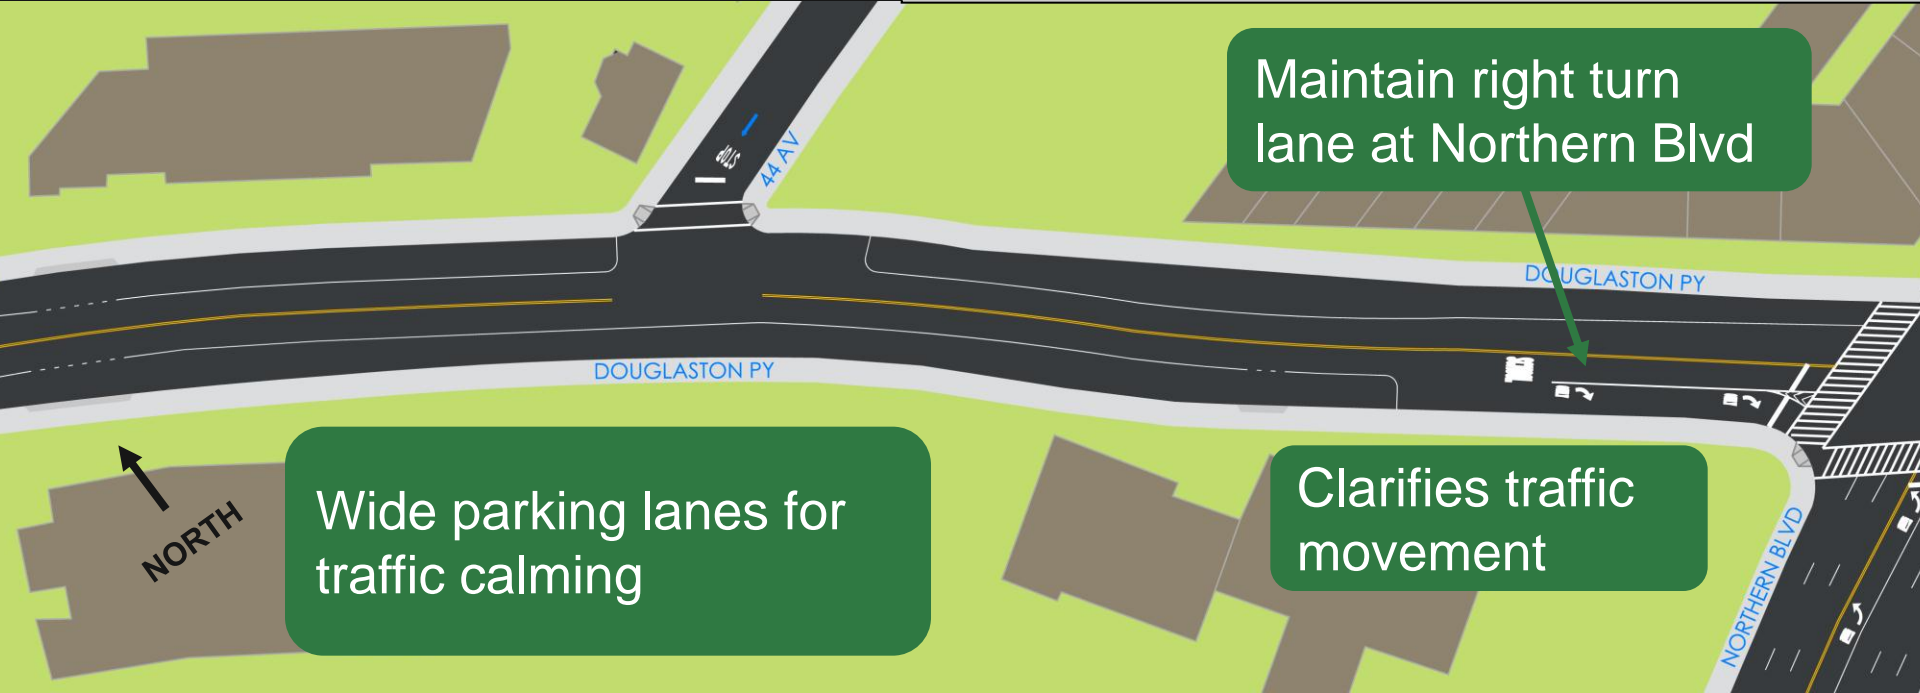 Maintain right turn
lane at Northern Blvd
STOP
44 AV
DOUGLASTON PY
DOUGLASTON PY
NORTH
Wide parking lanes for
traffic calming
Clarifies traffic
movement
NORTHERN BLVD